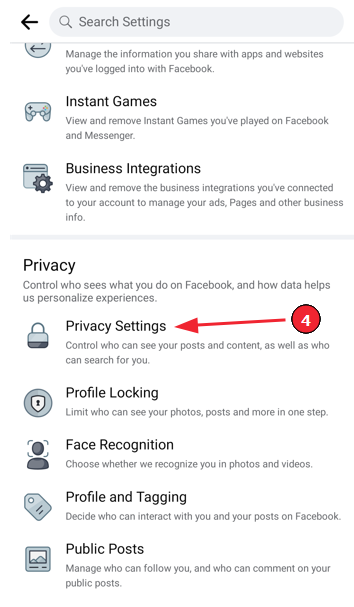 Search Settings
Manage the information you share with apps and websites
you've logged into with Facebook.
Instant Games
View and remove Instant Games you've played on Facebook
and Messenger.
Business Integrations
View and remove the business integrations you've connected
to your account to manage your ads, Pages and other business
info.
Privacy
Control who sees what you do on Facebook, and how data helps
us personalize experiences.
Privacy Settings
4
Control who can see your posts and content, as well as who
can search for you.
Profile Locking
Limit who can see your photos, posts and more in one step.
Face Recognition
Choose whether we recognize you in photos and videos.
Profile and Tagging
Decide who can interact with you and your posts on Facebook.
Public Posts
Manage who can follow you, and who can comment on your
public posts.